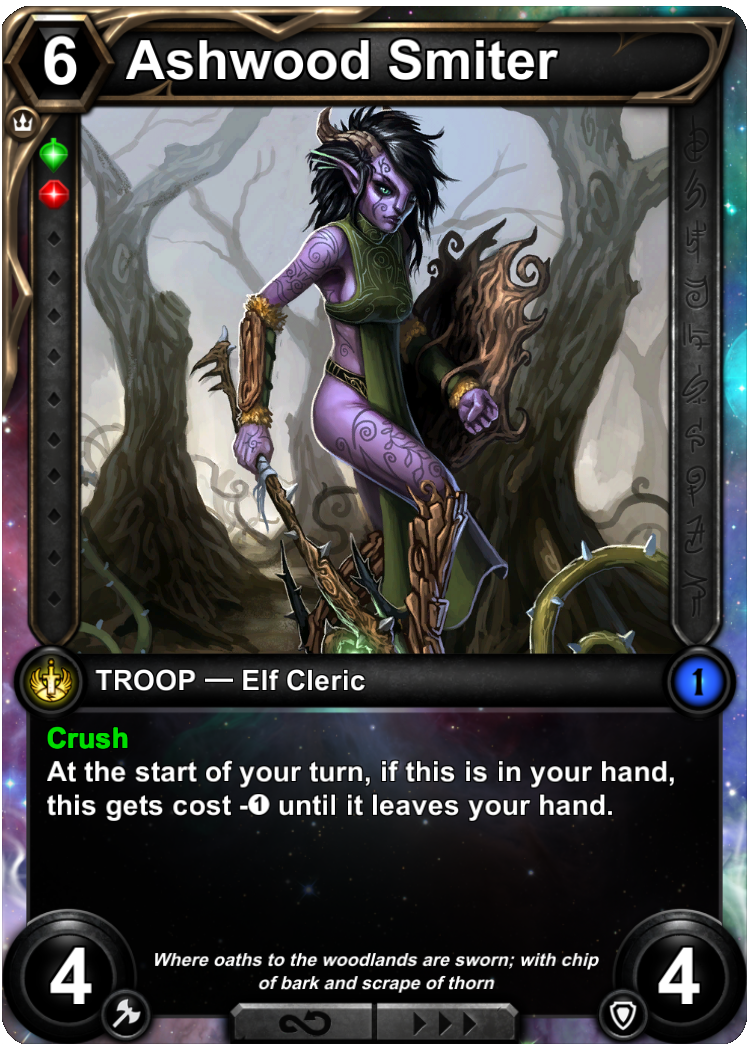 6 Ashwood Smiter
TROOP — Elf Cleric
1
Crush
At the start of your turn, if this is in your hand,
this gets cost -❶ until it leaves your hand.
Where oaths to the woodlands are sworn; with chip
of bark and scrape of thorn
4
4